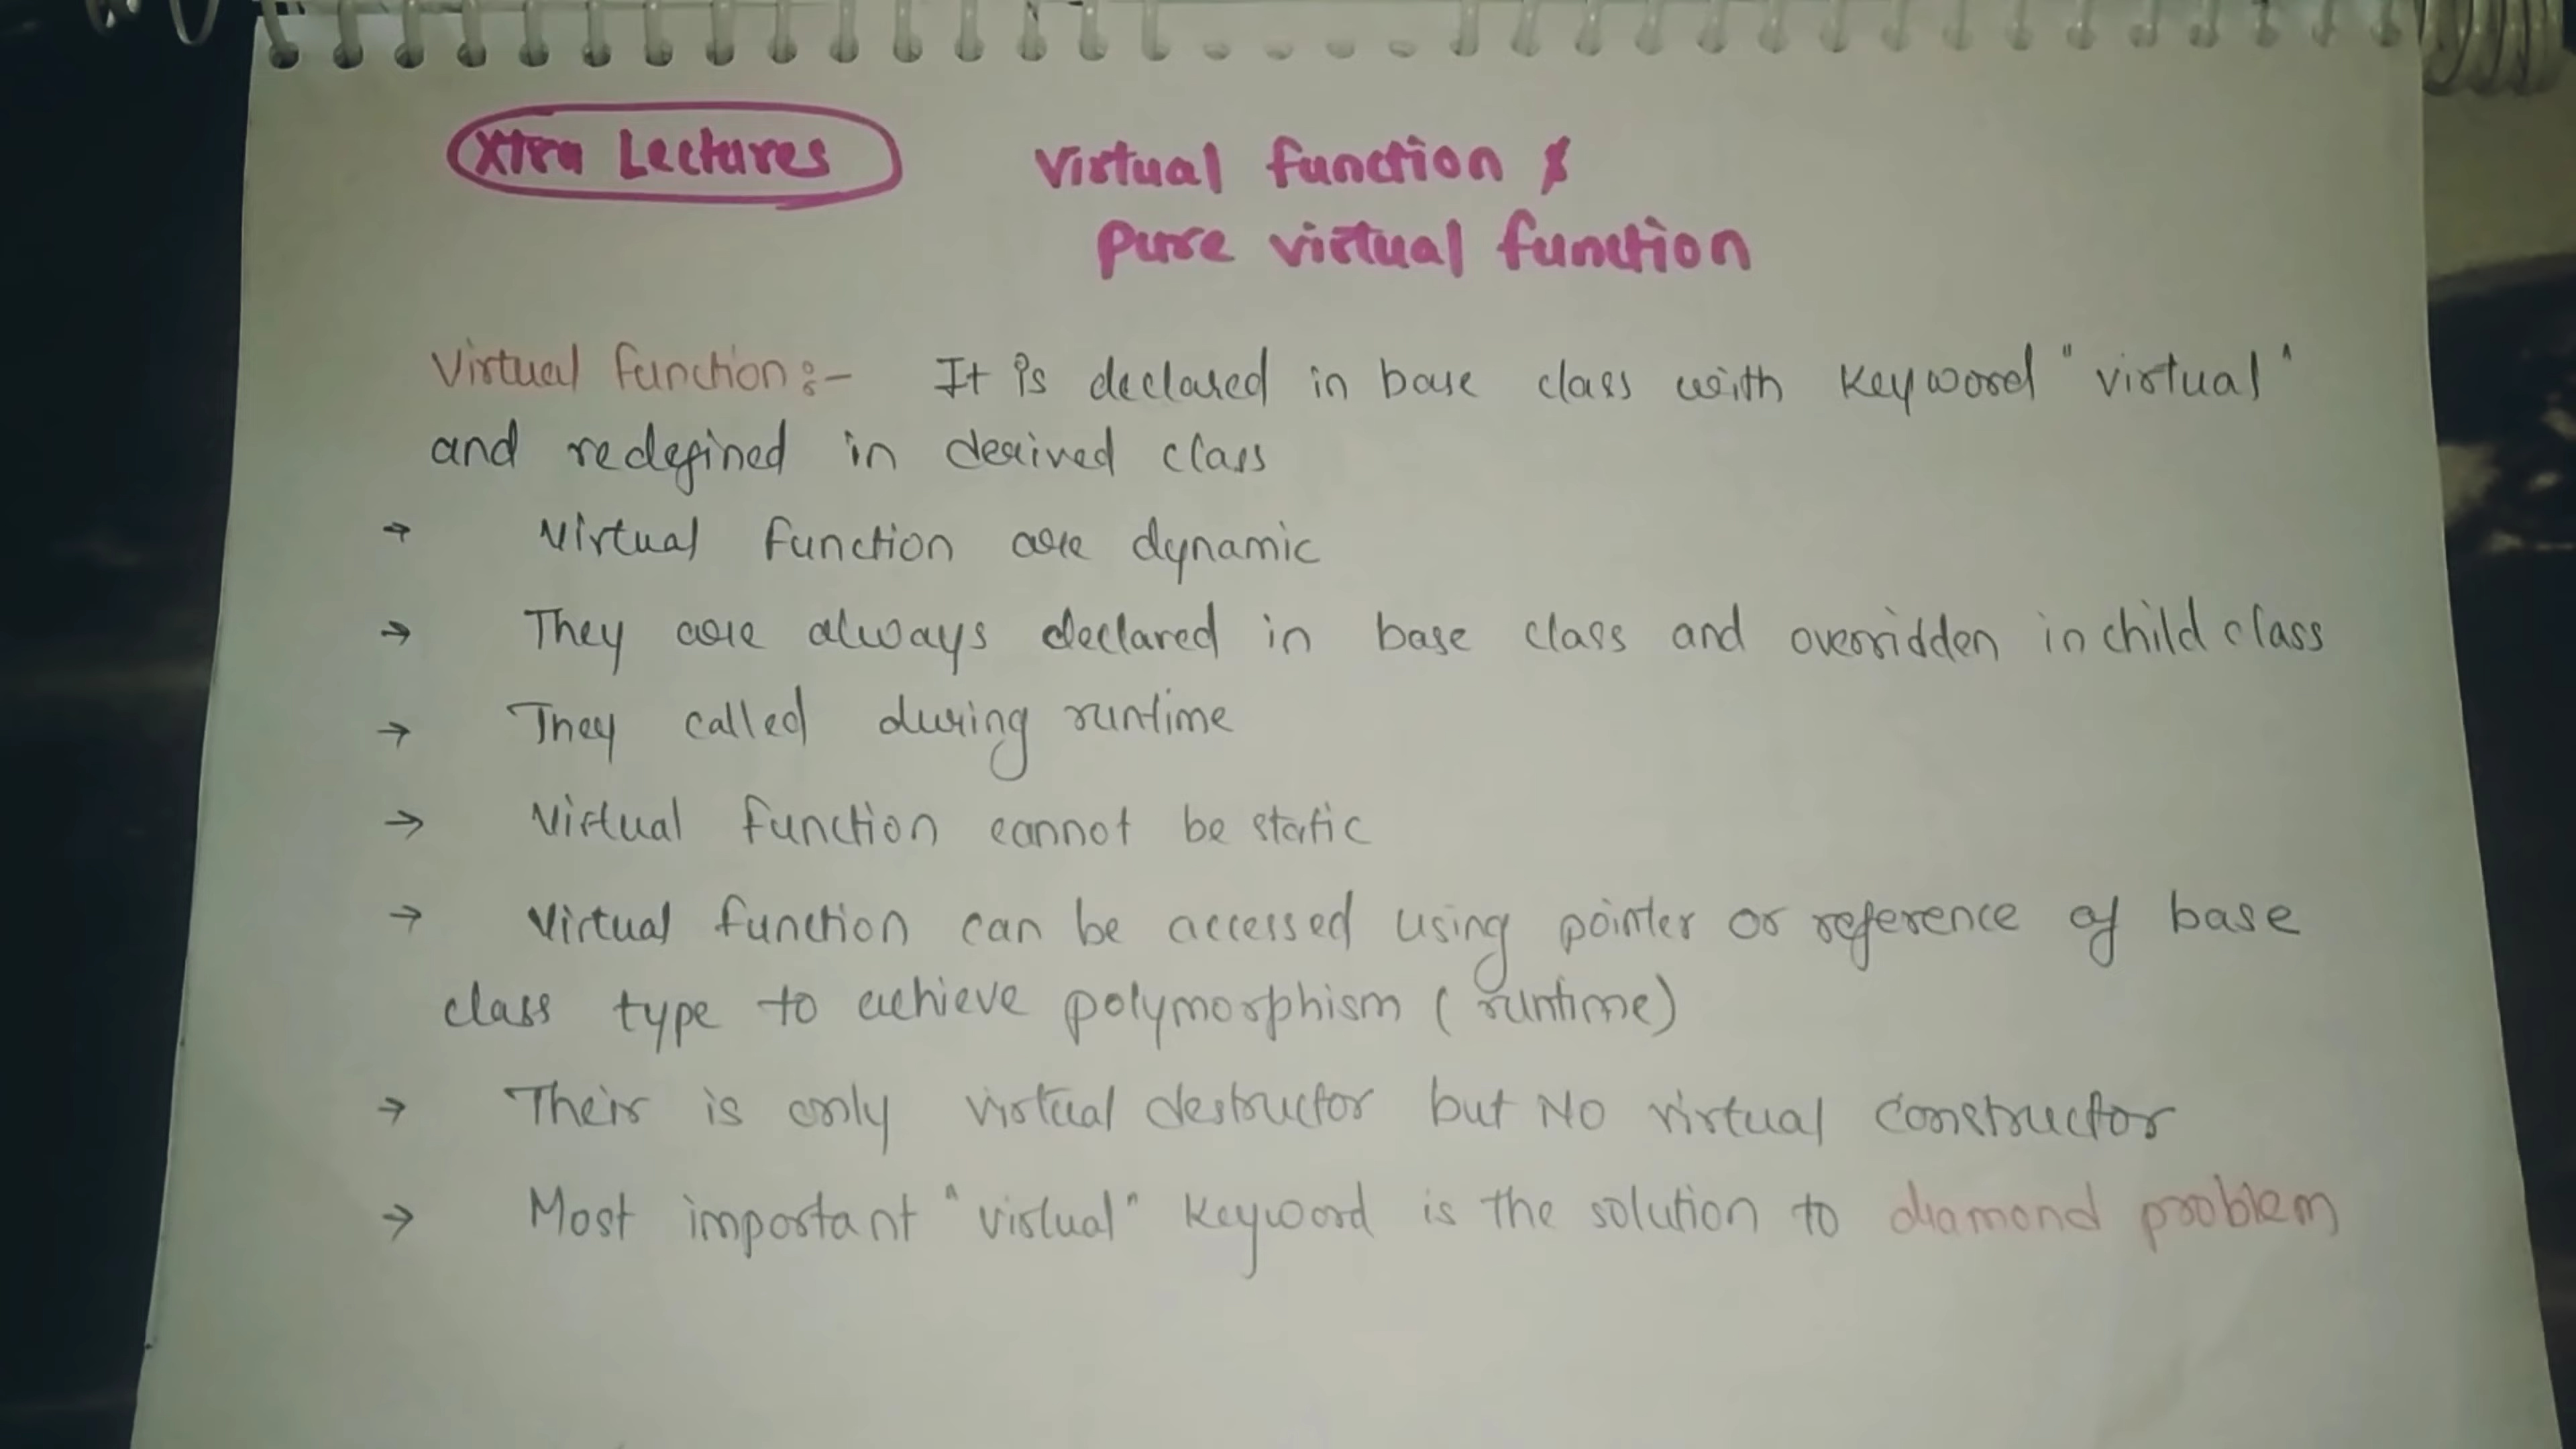 Xtra Lectures
Virtual function &
pure virtual function
Virtual function :- It is declared in base class with keyword "virtual"
and redefined in derived class
→ Virtual function are dynamic
→ They are always declared in base class and overridden in child class
→ They called during runtime
→ Virtual function cannot be static
→ Virtual function can be accessed using pointer or reference of base
class type to achieve polymorphism (runtime)
→ Their is only virtual destructor but NO virtual constructor
→ Most important "virtual" keyword is the solution to diamond problem